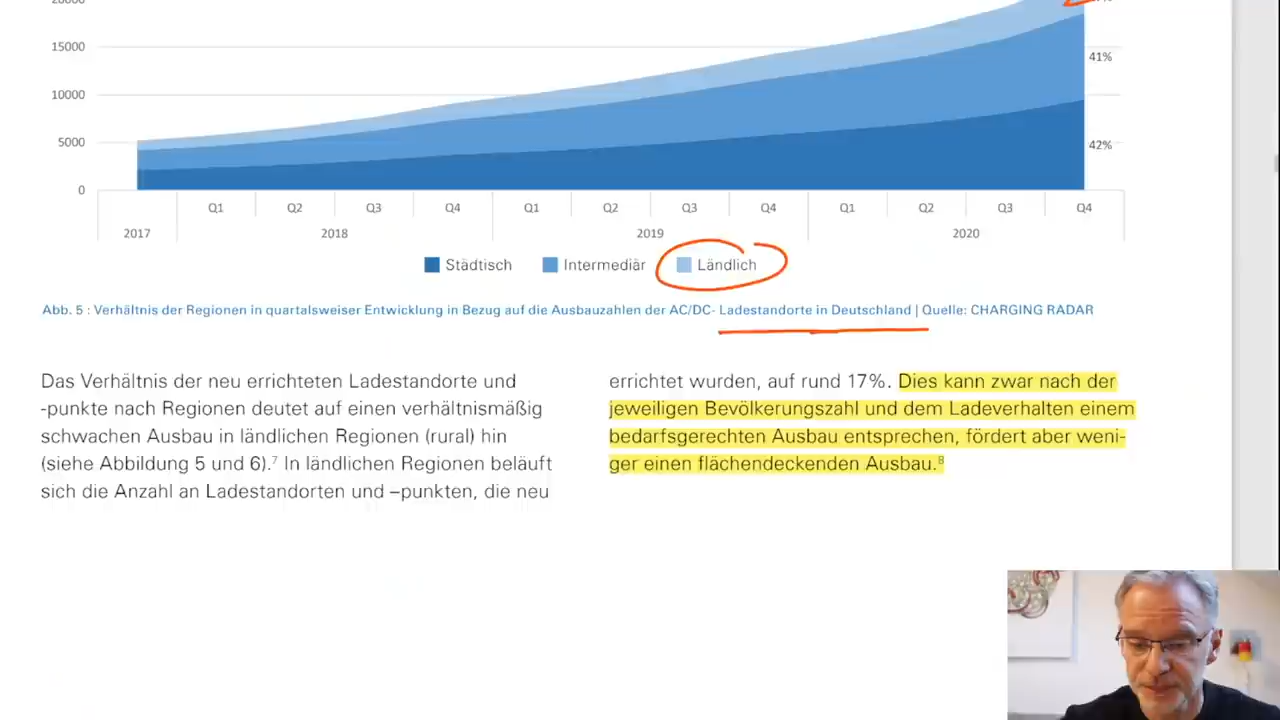 15000
41%
10000
5000
42%
0
Q1 Q2 Q3 Q4 Q1 Q2 Q3 Q4 Q1 Q2 Q3 Q4
2017 2018 2019 2020
Städtisch Intermediär Ländlich
Abb. 5 : Verhältnis der Regionen in quartalsweiser Entwicklung in Bezug auf die Ausbauzahlen der AC/DC- Ladestandorte in Deutschland | Quelle: CHARGING RADAR
Das Verhältnis der neu errichteten Ladestandorte und
-punkte nach Regionen deutet auf einen verhältnismäßig
schwachen Ausbau in ländlichen Regionen (rural) hin
(siehe Abbildung 5 und 6).⁷ In ländlichen Regionen beläuft
sich die Anzahl an Ladestandorten und –punkten, die neu
errichtet wurden, auf rund 17%. Dies kann zwar nach der
jeweiligen Bevölkerungszahl und dem Ladeverhalten einem
bedarfsgerechten Ausbau entsprechen, fördert aber weni-
ger einen flächendeckenden Ausbau.⁸